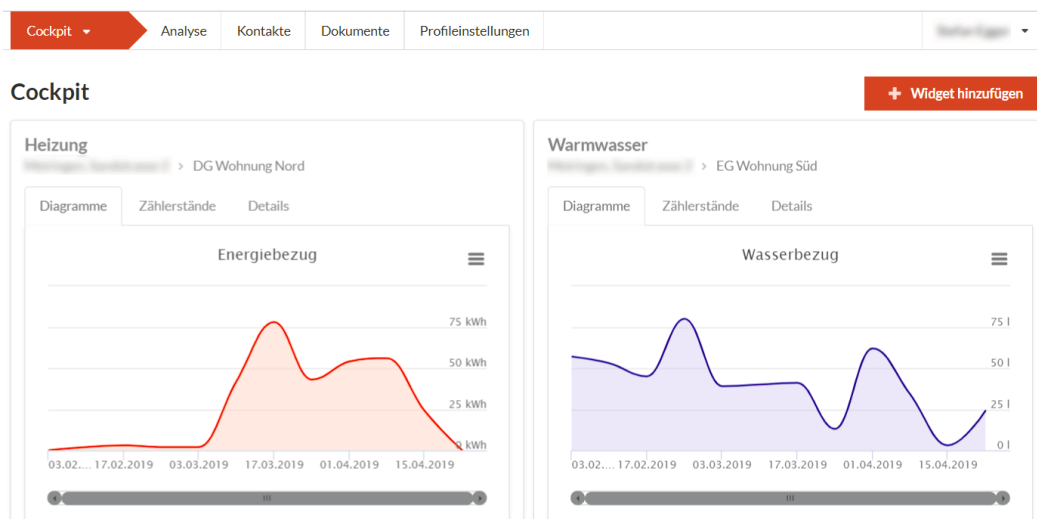 Cockpit Analyse Kontakte Dokumente Profileinstellungen
Cockpit
Widget hinzufügen
Heizung
> DG Wohnung Nord
Diagramme Zählerstände Details
Energiebezug
75 kWh
50 kWh
25 kWh
0 kWh
03.02.... 17.02.2019 03.03.2019 17.03.2019 01.04.2019 15.04.2019
Warmwasser
> EG Wohnung Süd
Diagramme Zählerstände Details
Wasserbezug
75 l
50 l
25 l
0 l
03.02.... 17.02.2019 03.03.2019 17.03.2019 01.04.2019 15.04.2019